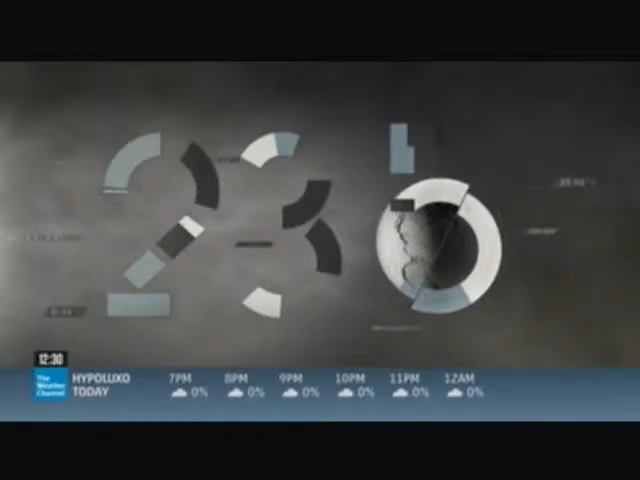 236
12:30
The Weather Channel
HYPOLUXO 7PM 8PM 9PM 10PM 11PM 12AM
TODAY 0% 0% 0% 0% 0% 0%